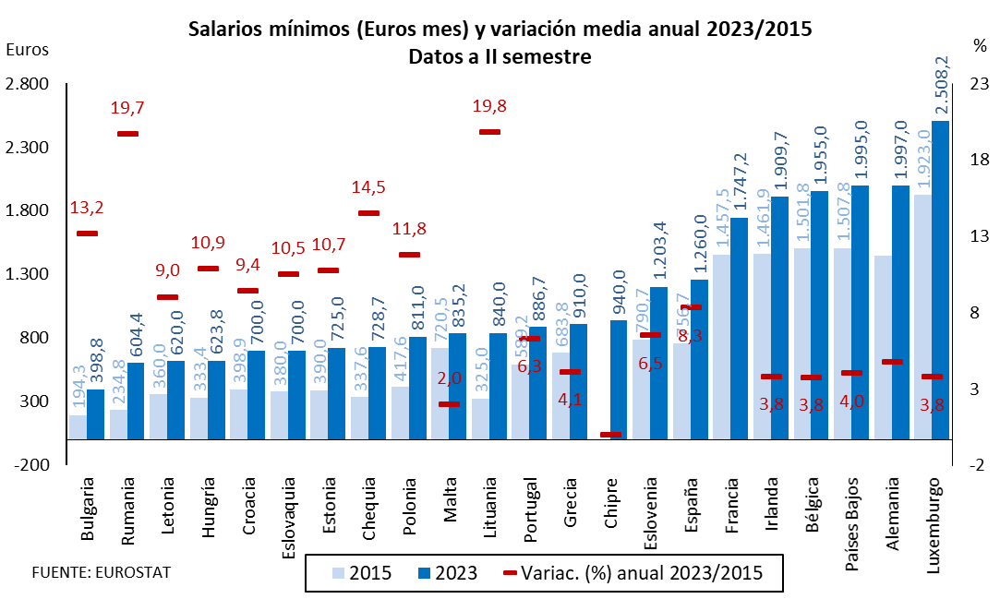 Salarios mínimos (Euros mes) y variación media anual 2023/2015
Datos a II semestre
Euros
%
2.800
2.300
1.800
1.300
800
300
-200
23
18
13
8
3
-2
194,3
398,8
13,2
234,8
604,4
19,7
360,0
620,0
9,0
333,4
623,8
10,9
398,9
700,0
9,4
380,0
700,0
10,5
390,0
725,0
10,7
337,6
728,7
14,5
417,6
811,0
11,8
720,5
835,2
2,0
325,0
840,0
19,8
589,2
886,7
6,3
683,8
910,0
4,1
940,0
790,7
1.203,4
6,5
1.260,0
8,3
1.457,5
1.747,2
1.461,9
1.909,7
3,8
1.501,8
1.955,0
3,8
1.507,8
1.995,0
4,0
1.997,0
1.923,0
2.508,2
3,8
Bulgaria
Rumania
Letonia
Hungría
Croacia
Eslovaquia
Estonia
Chequia
Polonia
Malta
Lituania
Portugal
Grecia
Chipre
Eslovenia
España
Francia
Irlanda
Bélgica
Países Bajos
Alemania
Luxemburgo
FUENTE: EUROSTAT
2015
2023
Variac. (%) anual 2023/2015